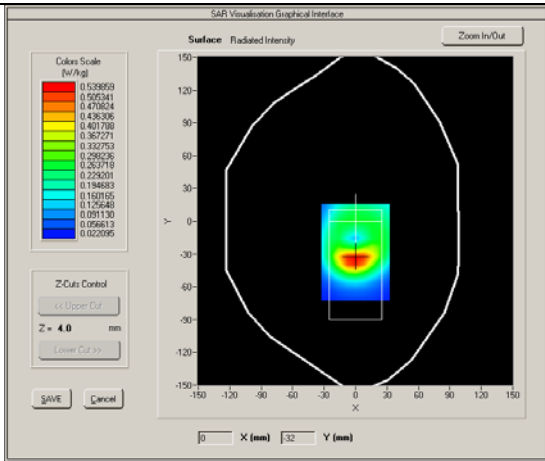 SAR Visualisation Graphical Interface
Surface Radiated Intensity
Zoom In/Out
Colors Scale
(W/kg)
0.539859
0.505341
0.470824
0.436306
0.401788
0.367271
0.332753
0.298236
0.263718
0.229201
0.194683
0.160165
0.125648
0.091130
0.056613
0.022095
Z-Cuts Control
<< Upper Cut
Z = 4.0 mm
Lower Cut >>
SAVE
Cancel
150
120
90
60
30
0
-30
-60
-90
-120
-150
Y
-150 -120 -90 -60 -30 0 30 60 90 120 150
X
0 X (mm) -32 Y (mm)